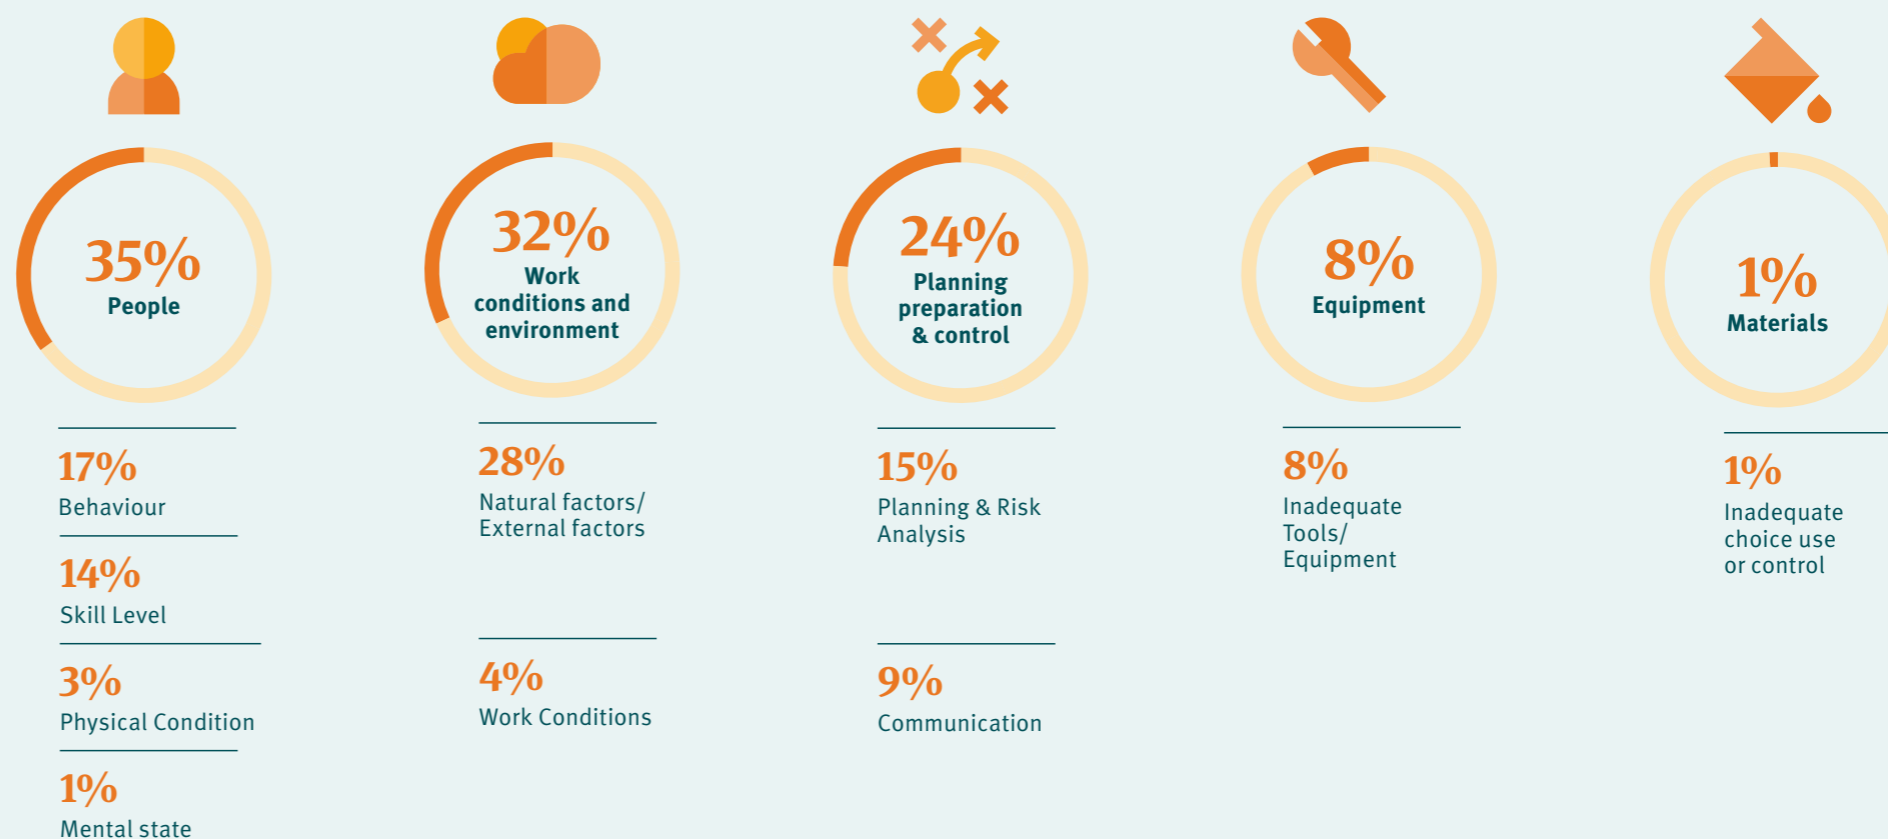 35%
People
17%
Behaviour
14%
Skill Level
3%
Physical Condition
1%
Mental state
32%
Work
conditions and
environment
28%
Natural factors/
External factors
4%
Work Conditions
24%
Planning
preparation
& control
15%
Planning & Risk
Analysis
9%
Communication
8%
Equipment
8%
Inadequate
Tools/
Equipment
1%
Materials
1%
Inadequate
choice use
or control